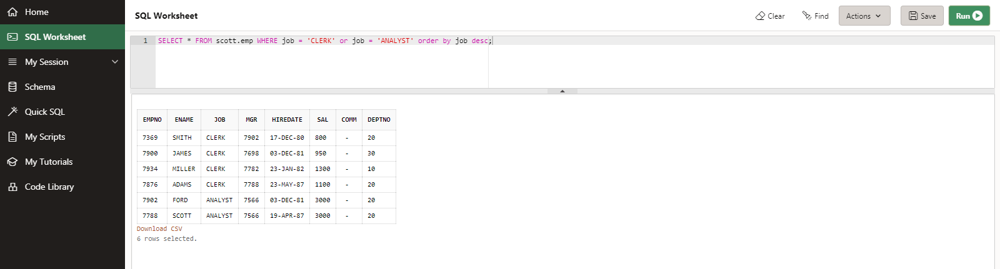 Home
SQL Worksheet
My Session
Schema
Quick SQL
My Scripts
My Tutorials
Code Library
SQL Worksheet
Clear
Find
Actions
Save
Run
1 SELECT * FROM scott.emp WHERE job = 'CLERK' or job = 'ANALYST' order by job desc;
EMPNO ENAME JOB MGR HIREDATE SAL COMM DEPTNO
7369 SMITH CLERK 7902 17-DEC-80 800 - 20
7900 JAMES CLERK 7698 03-DEC-81 950 - 30
7934 MILLER CLERK 7782 23-JAN-82 1300 - 10
7876 ADAMS CLERK 7788 23-MAY-87 1100 - 20
7902 FORD ANALYST 7566 03-DEC-81 3000 - 20
7788 SCOTT ANALYST 7566 19-APR-87 3000 - 20
Download CSV
6 rows selected.